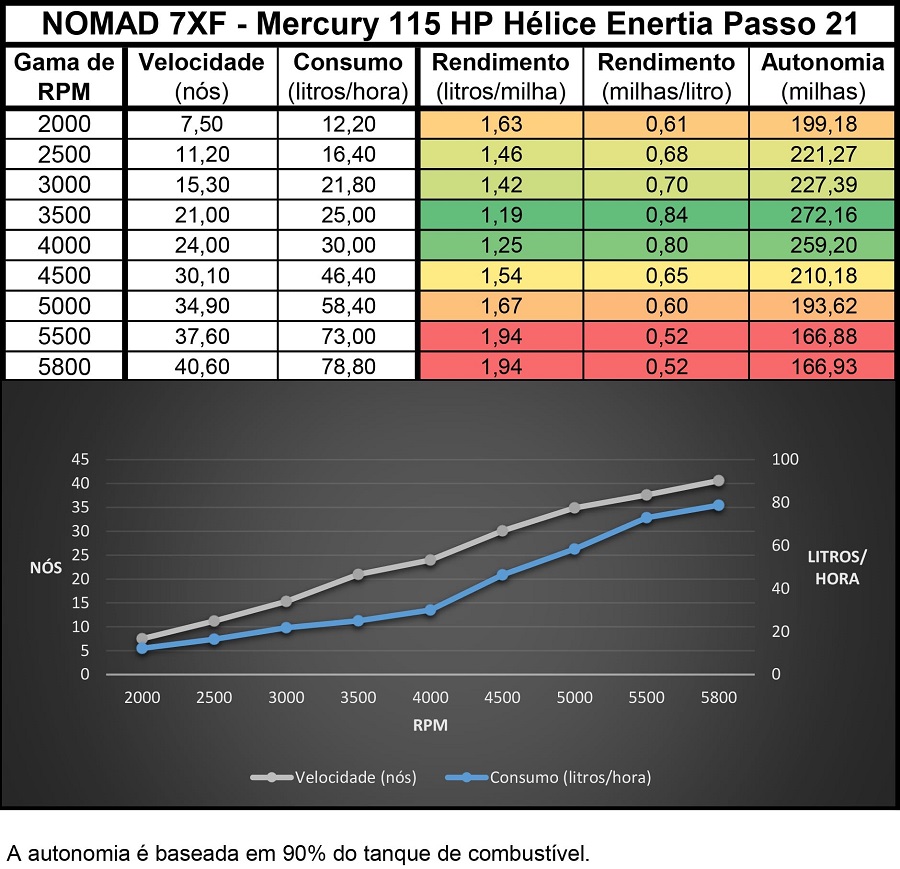 NOMAD 7XF - Mercury 115 HP Hélice Enertia Passo 21
Gama de RPM Velocidade (nós) Consumo (litros/hora) Rendimento (litros/milha) Rendimento (milhas/litro) Autonomia (milhas)
2000 7,50 12,20 1,63 0,61 199,18
2500 11,20 16,40 1,46 0,68 221,27
3000 15,30 21,80 1,42 0,70 227,39
3500 21,00 25,00 1,19 0,84 272,16
4000 24,00 30,00 1,25 0,80 259,20
4500 30,10 46,40 1,54 0,65 210,18
5000 34,90 58,40 1,67 0,60 193,62
5500 37,60 73,00 1,94 0,52 166,88
5800 40,60 78,80 1,94 0,52 166,93
45 100
40
35 80
30
25 60
NÓS LITROS/
HORA
20 40
15
10 20
5
0 0
2000 2500 3000 3500 4000 4500 5000 5500 5800
RPM
Velocidade (nós) Consumo (litros/hora)
A autonomia é baseada em 90% do tanque de combustível.